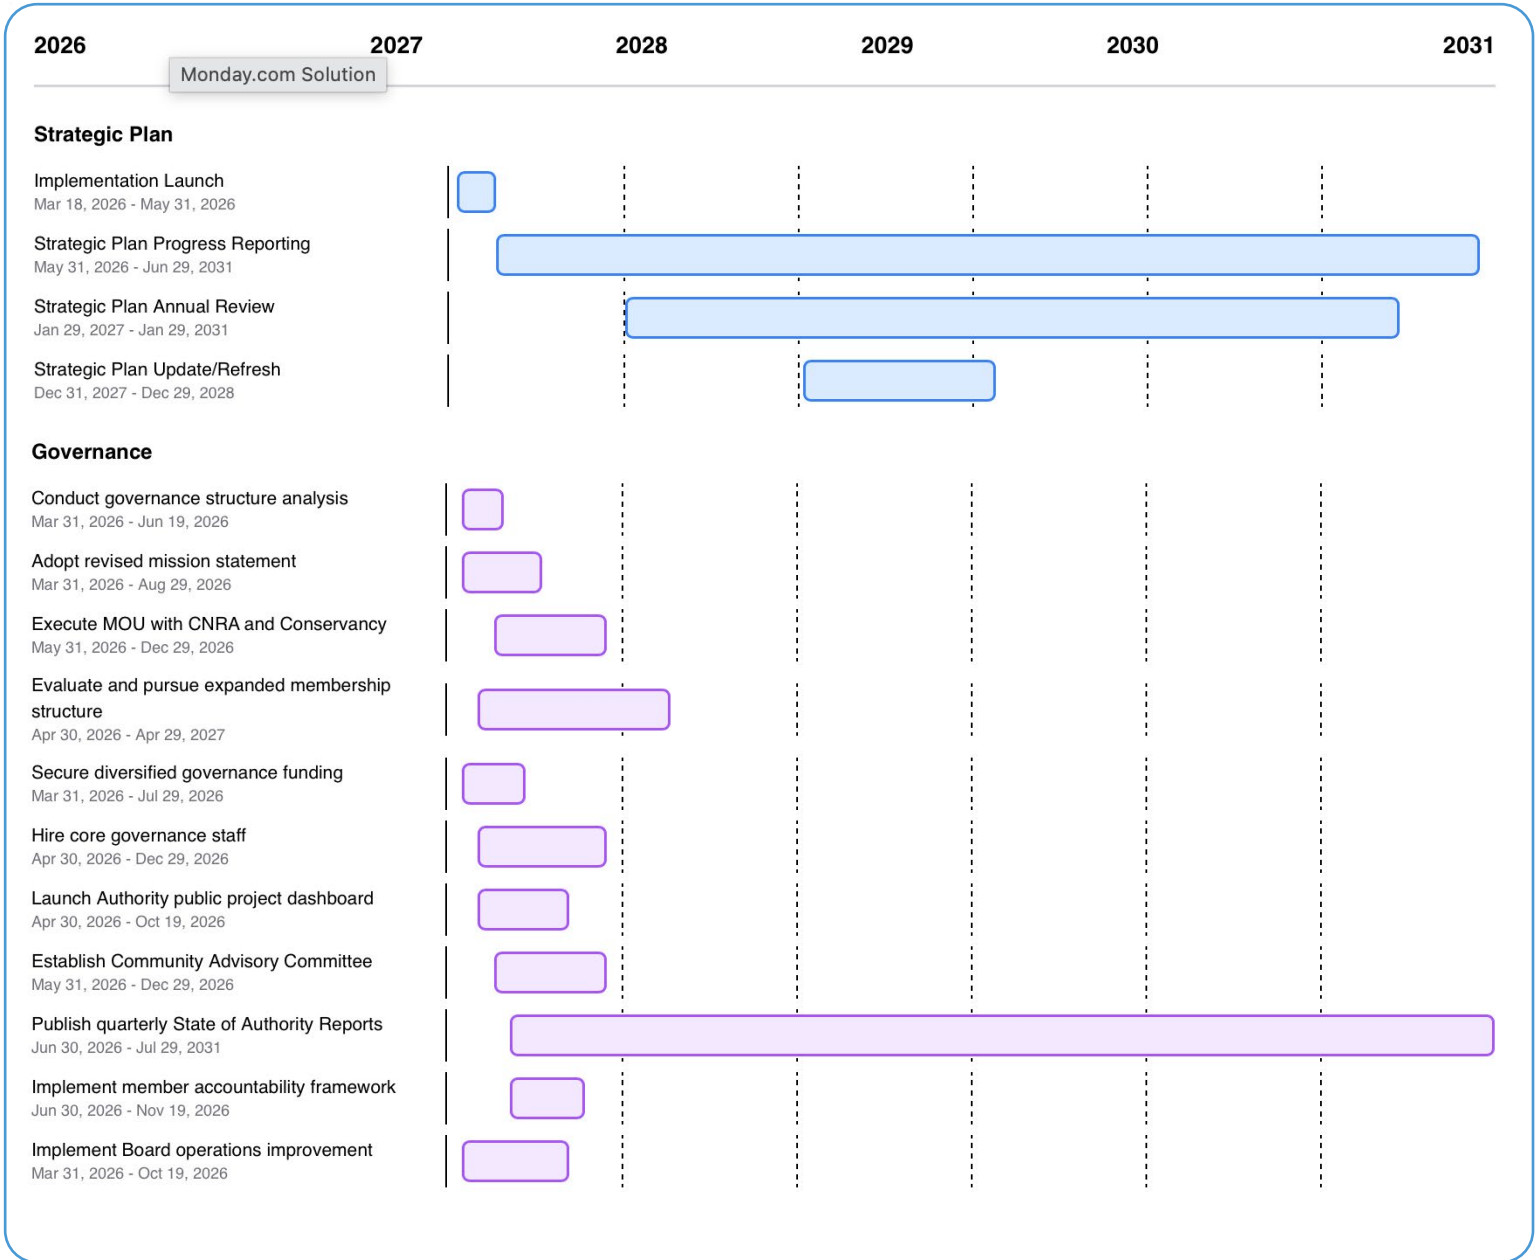 2026 2027 2028 2029 2030 2031
Monday.com Solution
Strategic Plan
Implementation Launch
Mar 18, 2026 - May 31, 2026
Strategic Plan Progress Reporting
May 31, 2026 - Jun 29, 2031
Strategic Plan Annual Review
Jan 29, 2027 - Jan 29, 2031
Strategic Plan Update/Refresh
Dec 31, 2027 - Dec 29, 2028
Governance
Conduct governance structure analysis
Mar 31, 2026 - Jun 19, 2026
Adopt revised mission statement
Mar 31, 2026 - Aug 29, 2026
Execute MOU with CNRA and Conservancy
May 31, 2026 - Dec 29, 2026
Evaluate and pursue expanded membership
structure
Apr 30, 2026 - Apr 29, 2027
Secure diversified governance funding
Mar 31, 2026 - Jul 29, 2026
Hire core governance staff
Apr 30, 2026 - Dec 29, 2026
Launch Authority public project dashboard
Apr 30, 2026 - Oct 19, 2026
Establish Community Advisory Committee
May 31, 2026 - Dec 29, 2026
Publish quarterly State of Authority Reports
Jun 30, 2026 - Jul 29, 2031
Implement member accountability framework
Jun 30, 2026 - Nov 19, 2026
Implement Board operations improvement
Mar 31, 2026 - Oct 19, 2026